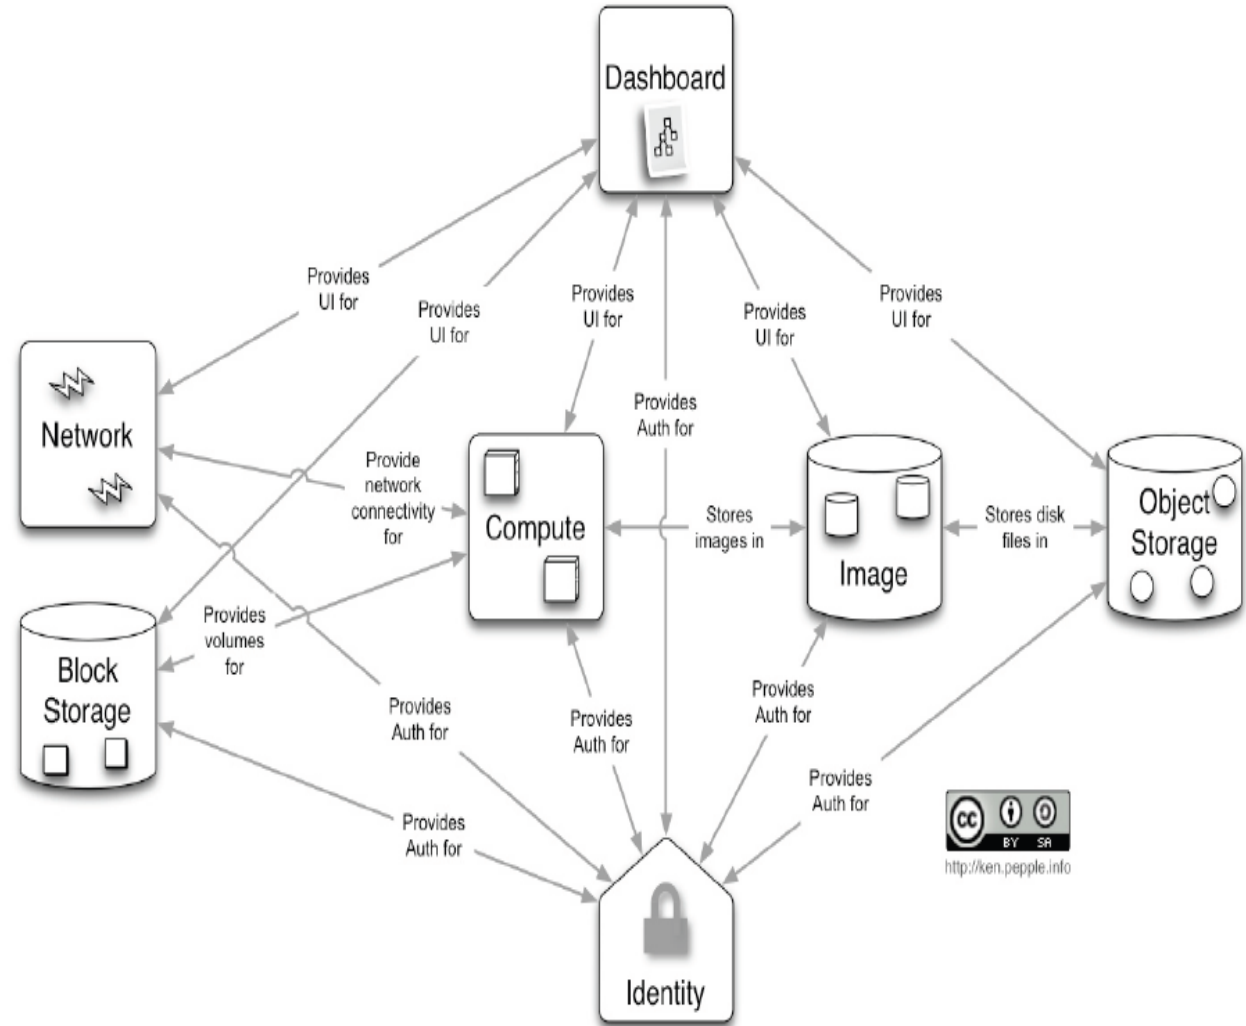 Dashboard
Provides
UI for
Provides
UI for
Provides
UI for
Provides
UI for
Provides
UI for
Network
Provides
Auth for
Provide
network
connectivity
for
Compute
Stores
images in
Image
Stores disk
files in
Object
Storage
Provides
volumes
for
Block
Storage
Provides
Auth for
Provides
Auth for
Provides
Auth for
Provides
Auth for
Provides
Auth for
CC
BY SA
http://ken.pepple.info
Identity